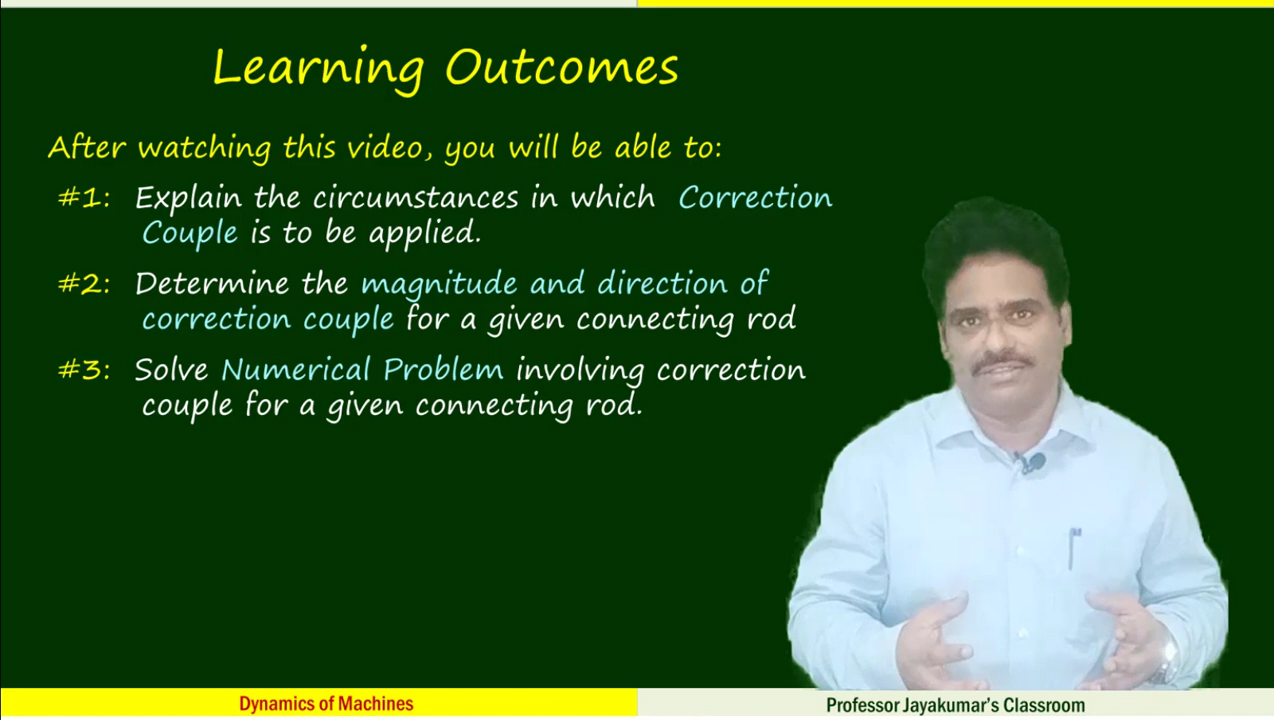 Learning Outcomes
After watching this video, you will be able to:
#1: Explain the circumstances in which Correction
Couple is to be applied.
#2: Determine the magnitude and direction of
correction couple for a given connecting rod
#3: Solve Numerical Problem involving correction
couple for a given connecting rod.
Dynamics of Machines
Professor Jayakumar's Classroom